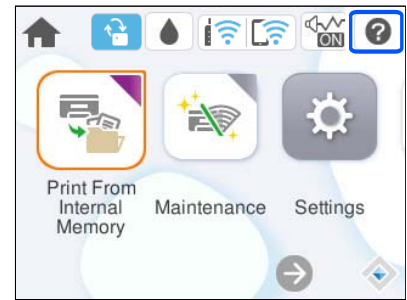 ON
?
Print From
Internal
Memory
Maintenance
Settings